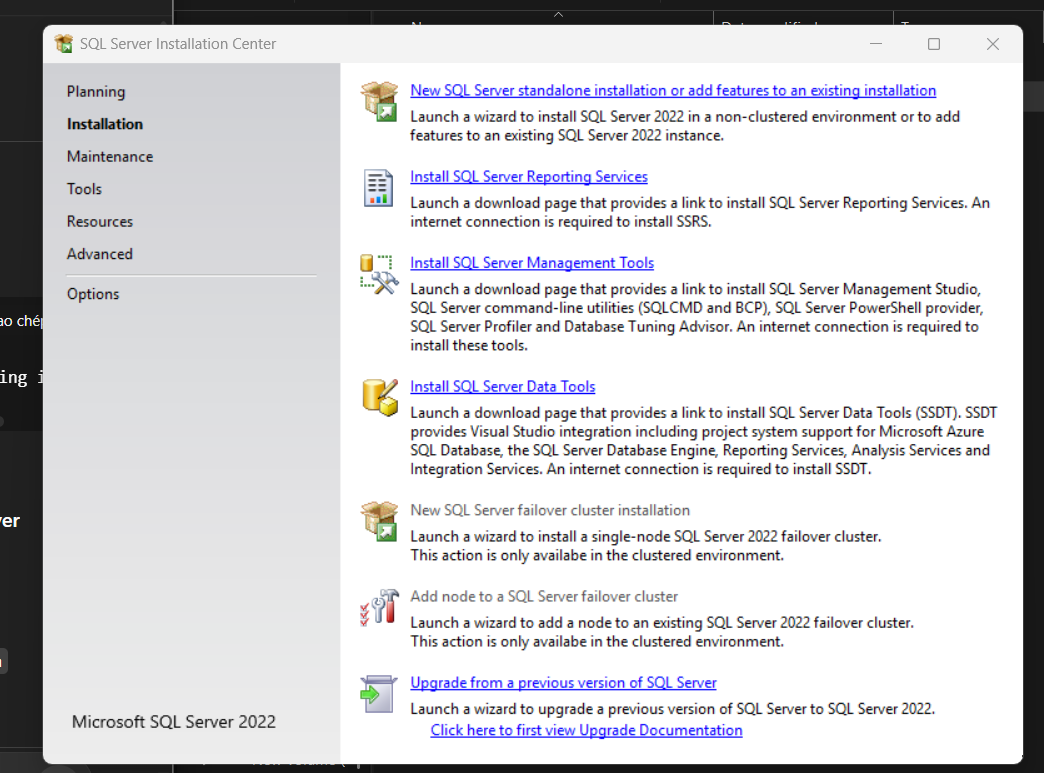 SQL Server Installation Center
Planning
Installation
Maintenance
Tools
Resources
Advanced
Options
Microsoft SQL Server 2022
New SQL Server standalone installation or add features to an existing installation
Launch a wizard to install SQL Server 2022 in a non-clustered environment or to add
features to an existing SQL Server 2022 instance.
Install SQL Server Reporting Services
Launch a download page that provides a link to install SQL Server Reporting Services. An
internet connection is required to install SSRS.
Install SQL Server Management Tools
Launch a download page that provides a link to install SQL Server Management Studio,
SQL Server command-line utilities (SQLCMD and BCP), SQL Server PowerShell provider,
SQL Server Profiler and Database Tuning Advisor. An internet connection is required to
install these tools.
Install SQL Server Data Tools
Launch a download page that provides a link to install SQL Server Data Tools (SSDT). SSDT
provides Visual Studio integration including project system support for Microsoft Azure
SQL Database, the SQL Server Database Engine, Reporting Services, Analysis Services and
Integration Services. An internet connection is required to install SSDT.
New SQL Server failover cluster installation
Launch a wizard to install a single-node SQL Server 2022 failover cluster.
This action is only availabe in the clustered environment.
Add node to a SQL Server failover cluster
Launch a wizard to add a node to an existing SQL Server 2022 failover cluster.
This action is only availabe in the clustered environment.
Upgrade from a previous version of SQL Server
Launch a wizard to upgrade a previous version of SQL Server to SQL Server 2022.
Click here to first view Upgrade Documentation